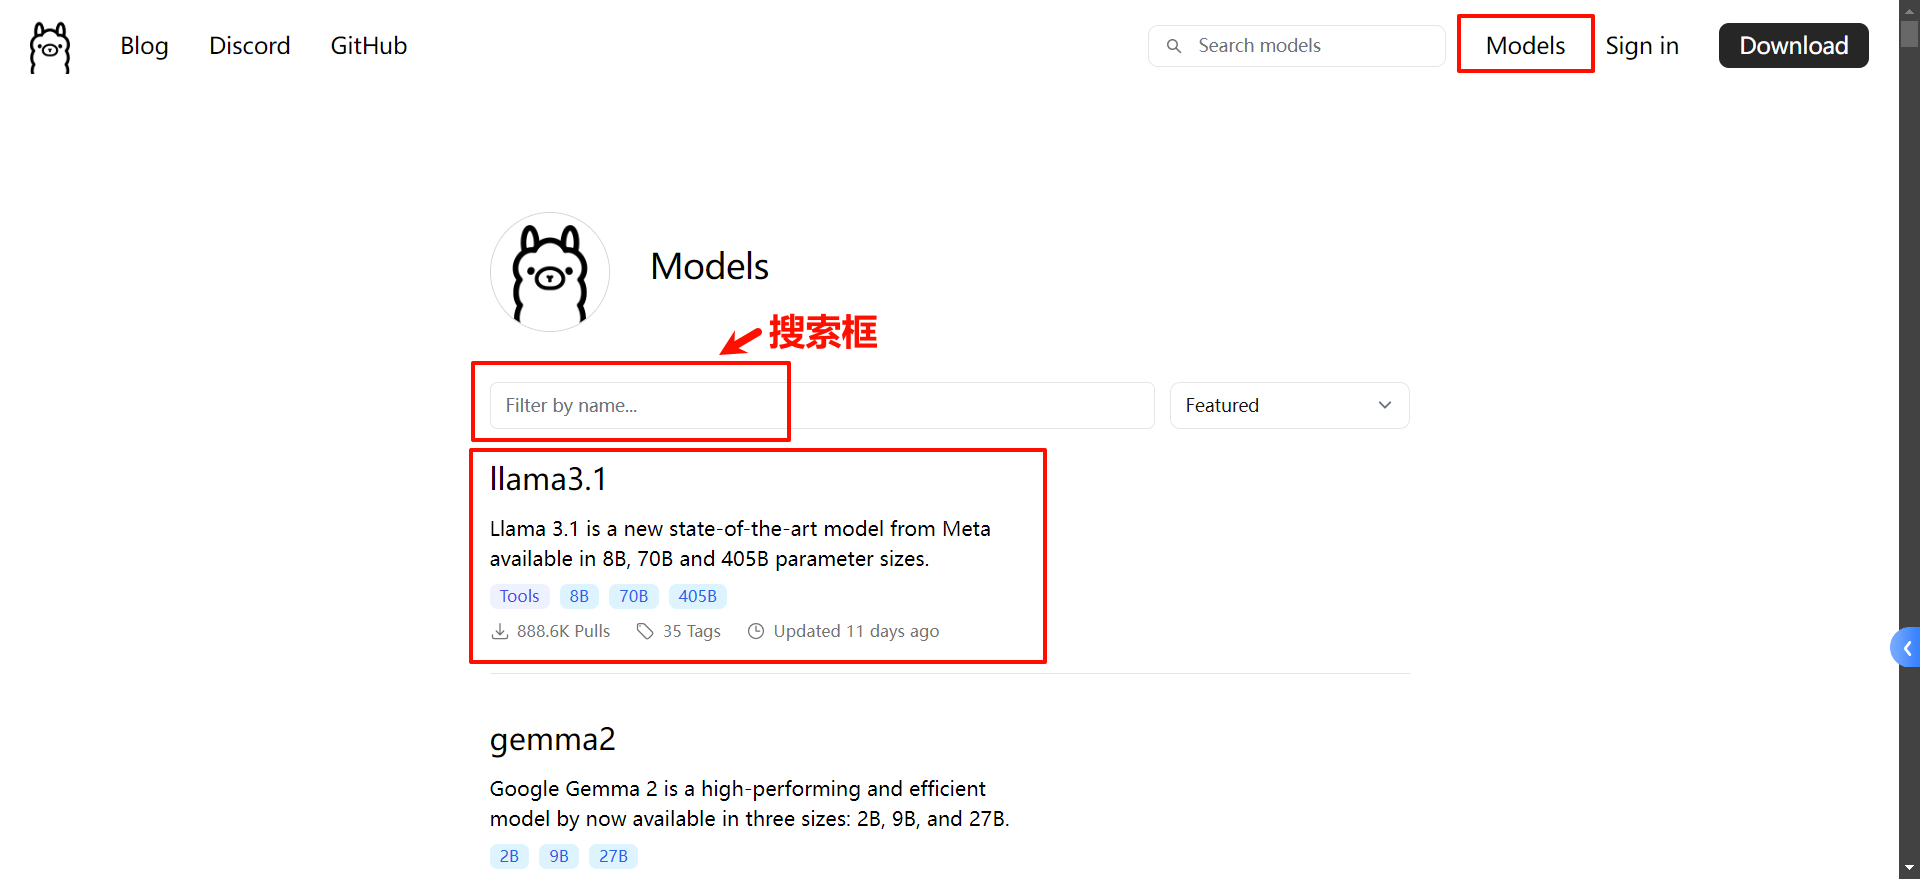 Blog Discord GitHub Search models Models Sign in Download
Models
搜索框
Filter by name... Featured
llama3.1
Llama 3.1 is a new state-of-the-art model from Meta
available in 8B, 70B and 405B parameter sizes.
Tools 8B 70B 405B
888.6K Pulls 35 Tags Updated 11 days ago
gemma2
Google Gemma 2 is a high-performing and efficient
model by now available in three sizes: 2B, 9B, and 27B.
2B 9B 27B